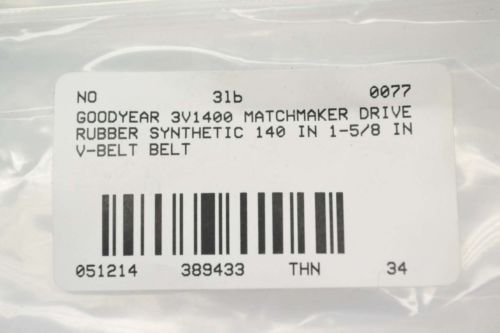 NO 3lb 0077
GOODYEAR 3V1400 MATCHMAKER DRIVE
RUBBER SYNTHETIC 140 IN 1-5/8 IN
V-BELT BELT
051214 389433 THN 34